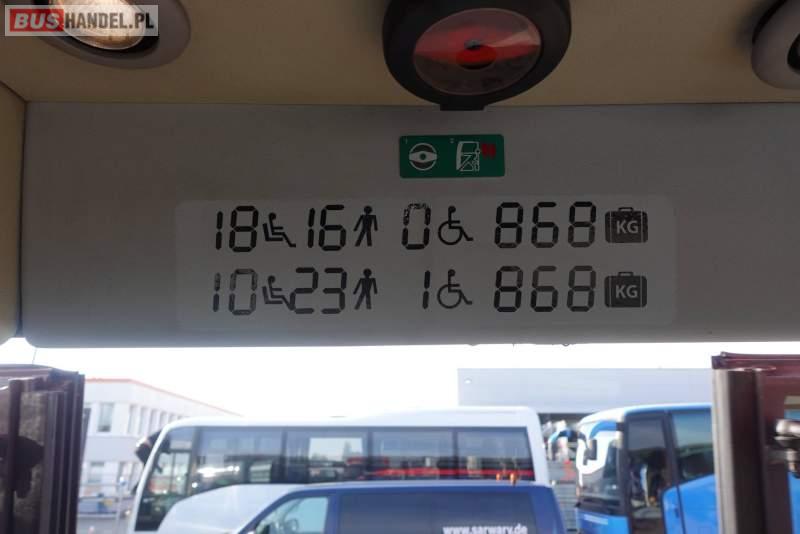 BUSHANDEL.PL
18 16 0 868 KG
10 23 1 868 KG
www.sarwary.de